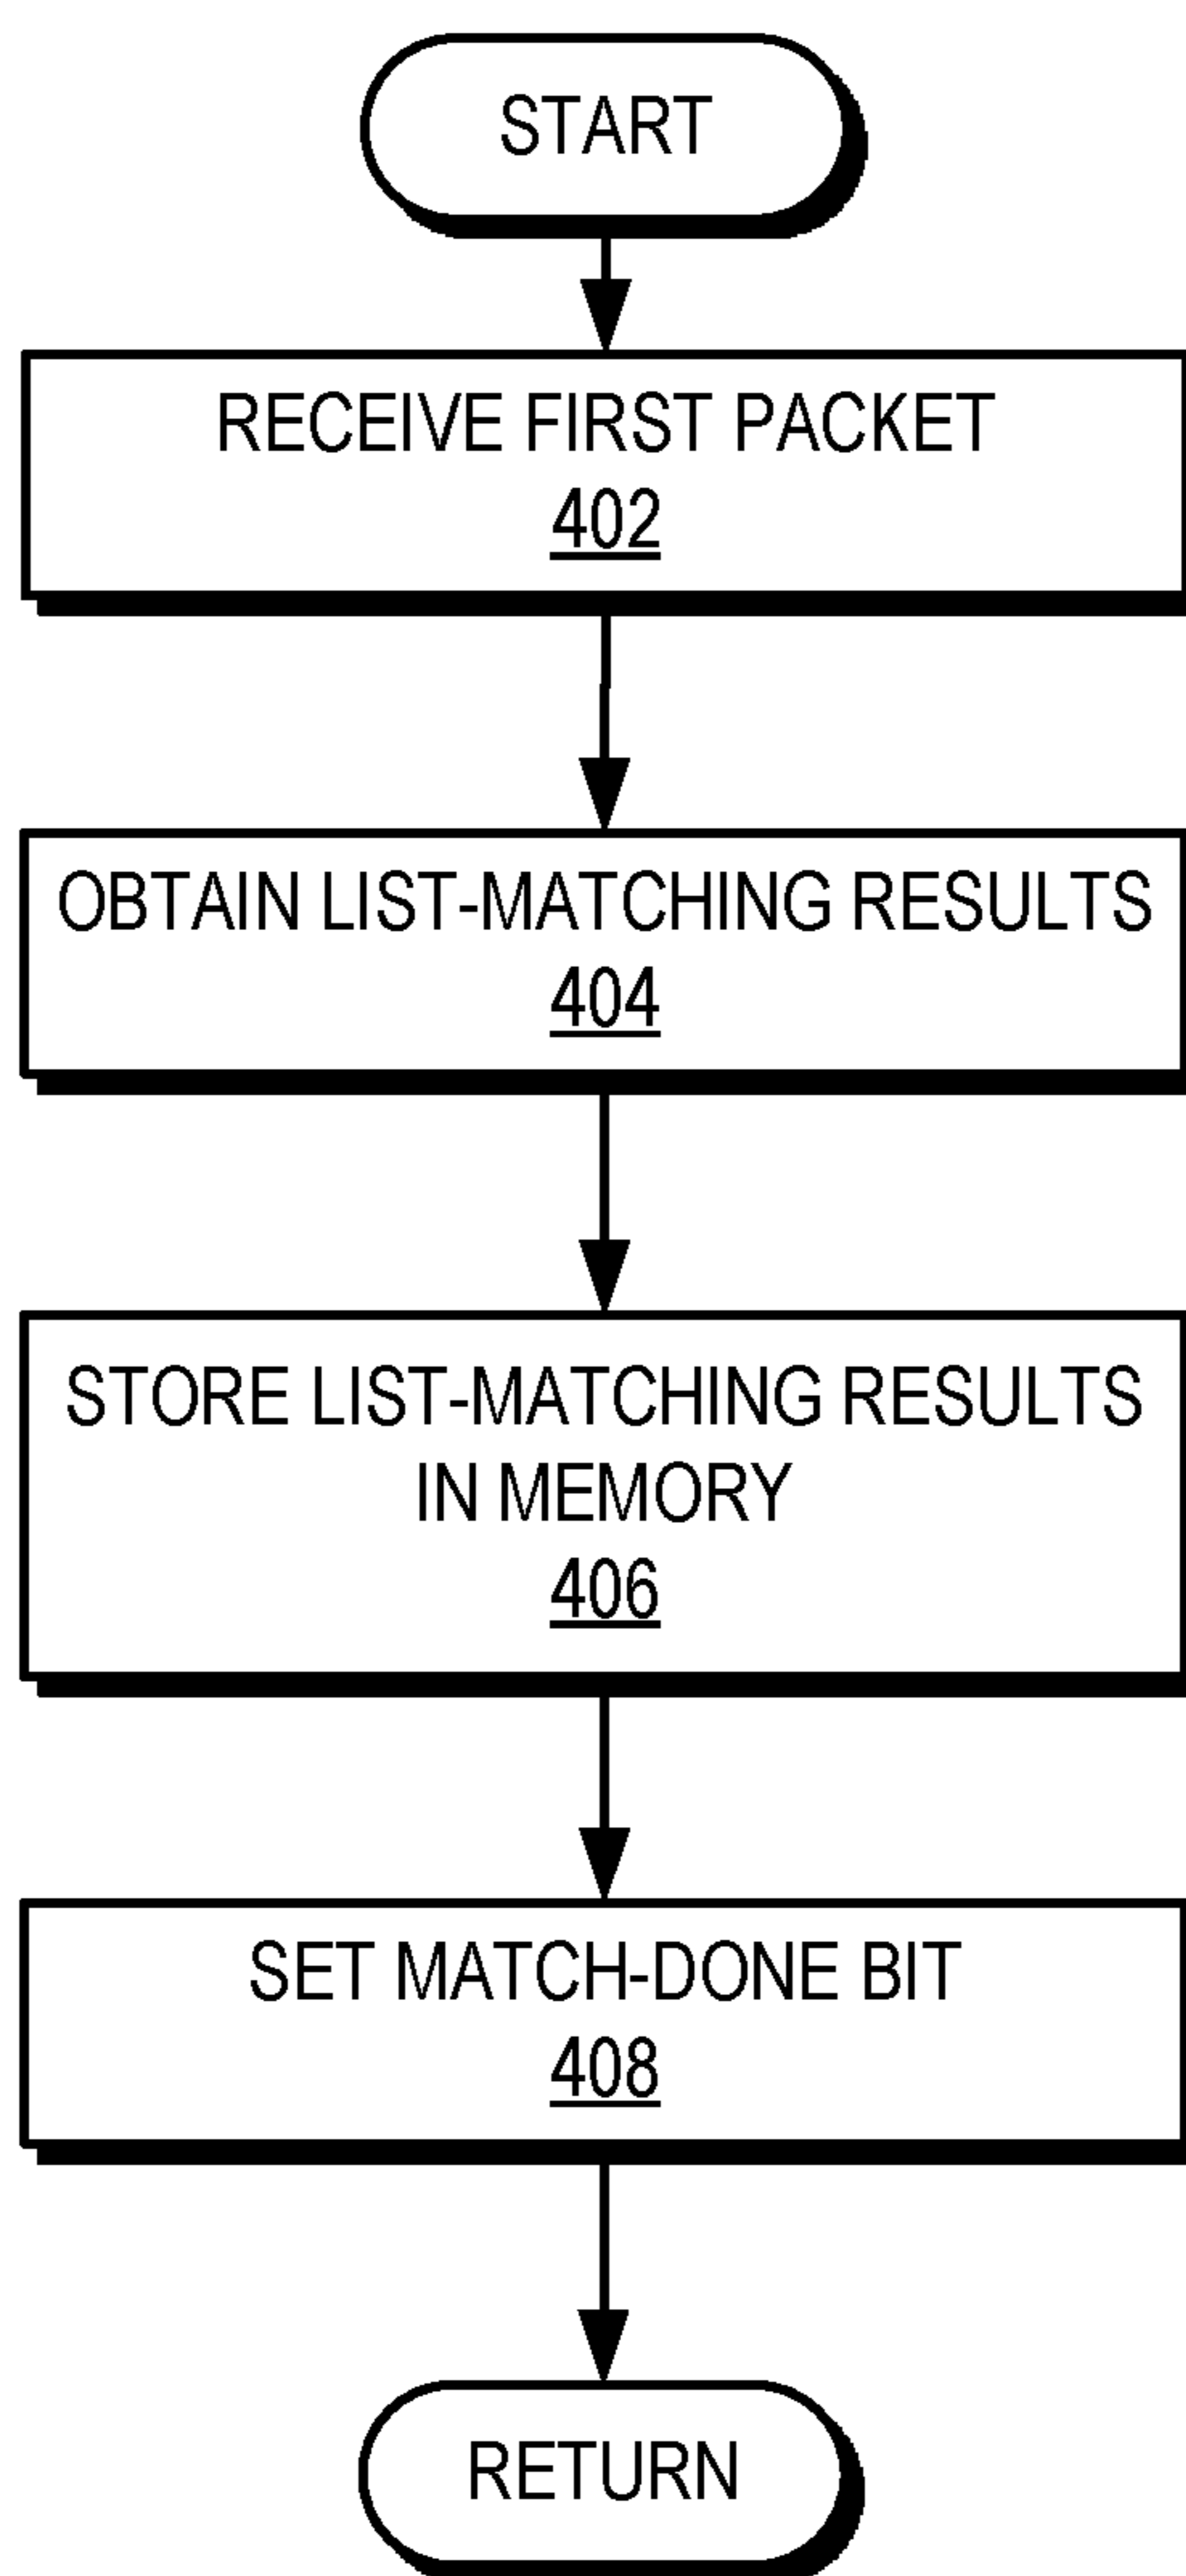 START
RECEIVE FIRST PACKET
402
OBTAIN LIST-MATCHING RESULTS
404
STORE LIST-MATCHING RESULTS
IN MEMORY
406
SET MATCH-DONE BIT
408
RETURN